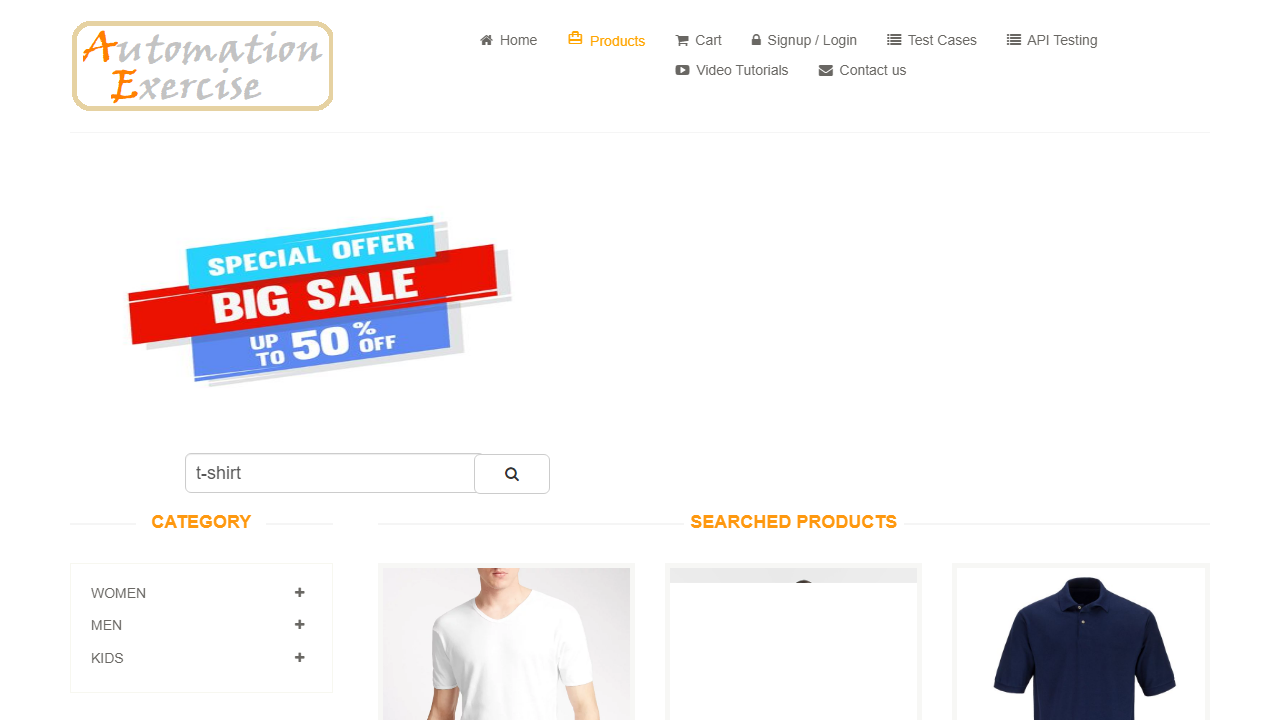 Automation
Exercise
Home
Products
Cart
Signup / Login
Test Cases
API Testing
Video Tutorials
Contact us
SPECIAL OFFER
BIG SALE
UP TO 50% OFF
t-shirt
CATEGORY
SEARCHED PRODUCTS
WOMEN
MEN
KIDS